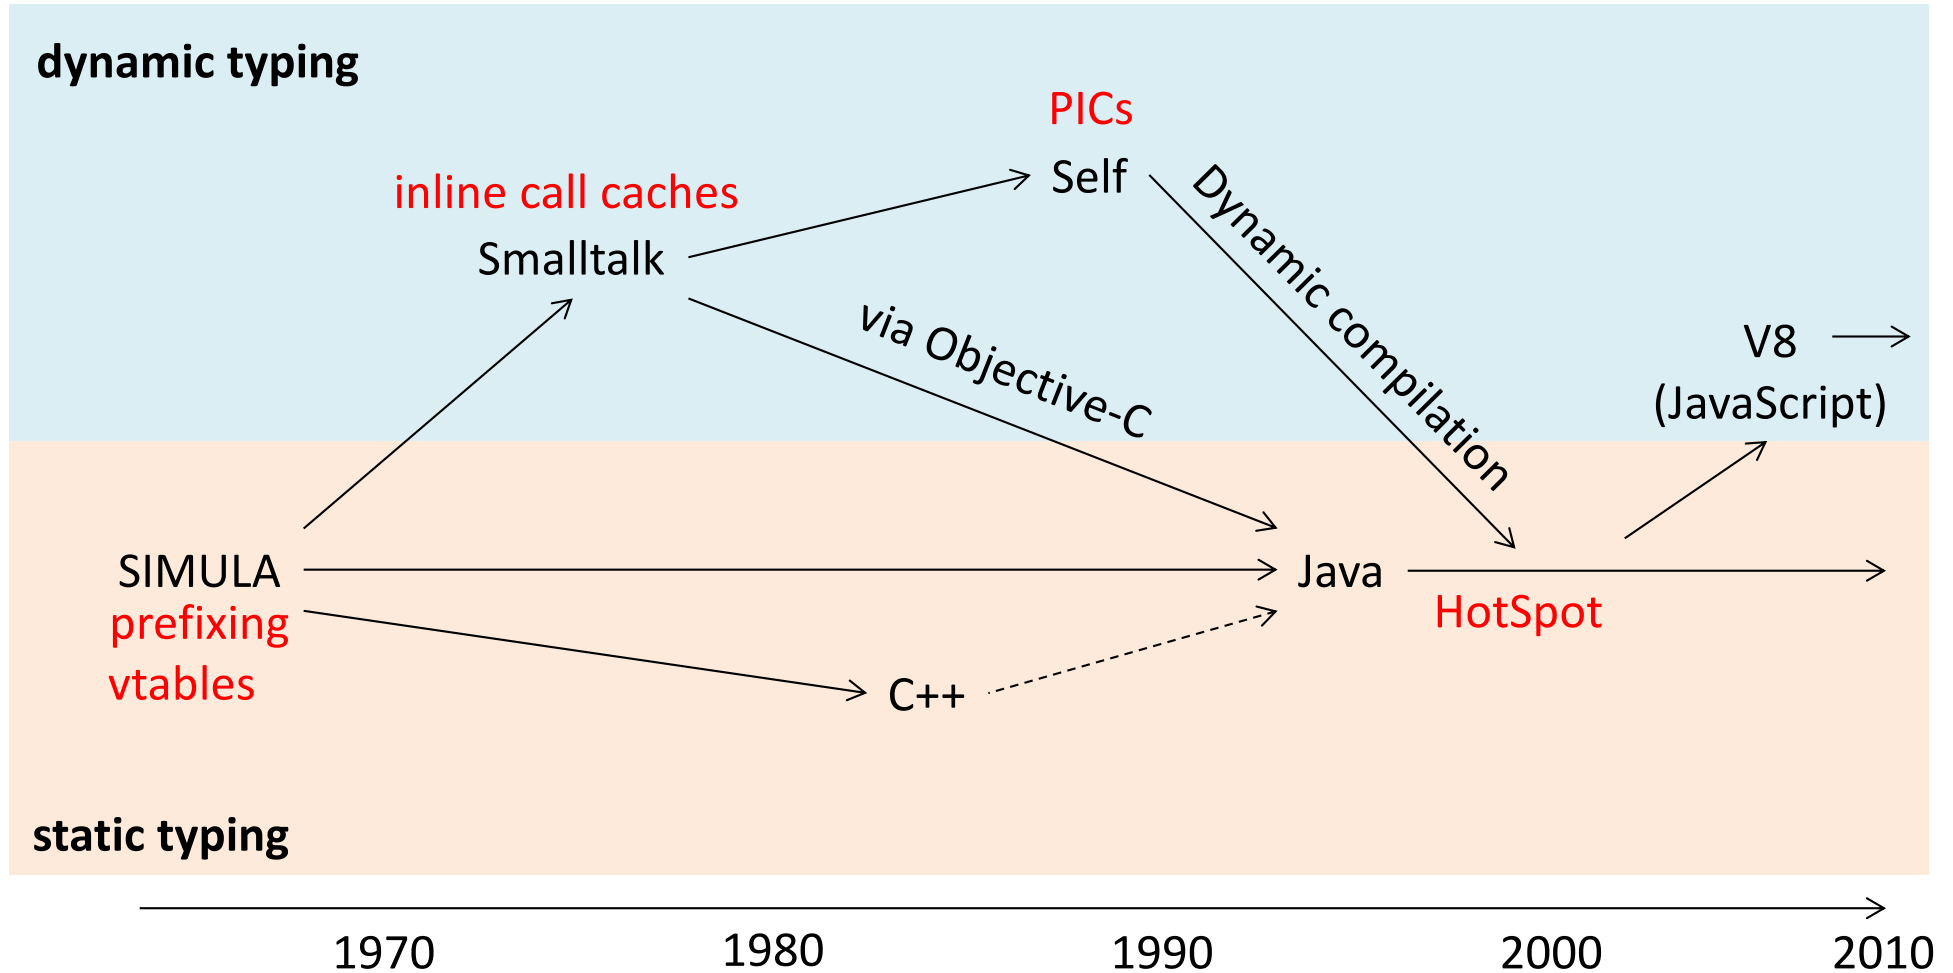 dynamic typing
PICs
Self
inline call caches
Smalltalk
Dynamic compilation
via Objective-C
V8
(JavaScript)
SIMULA
prefixing
vtables
Java
HotSpot
C++
static typing
1970 1980 1990 2000 2010